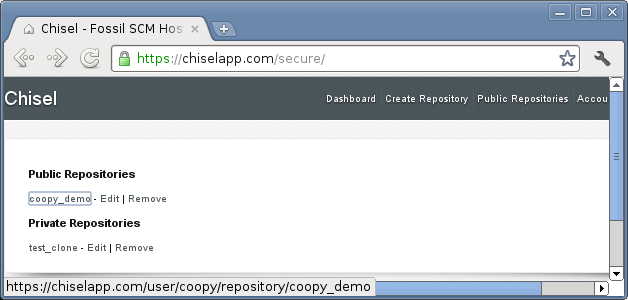 Chisel - Fossil SCM Hos
https://chiselapp.com/secure/
Chisel
Dashboard Create Repository Public Repositories Accou
Public Repositories
coopy_demo - Edit | Remove
Private Repositories
test_clone - Edit | Remove
https://chiselapp.com/user/coopy/repository/coopy_demo